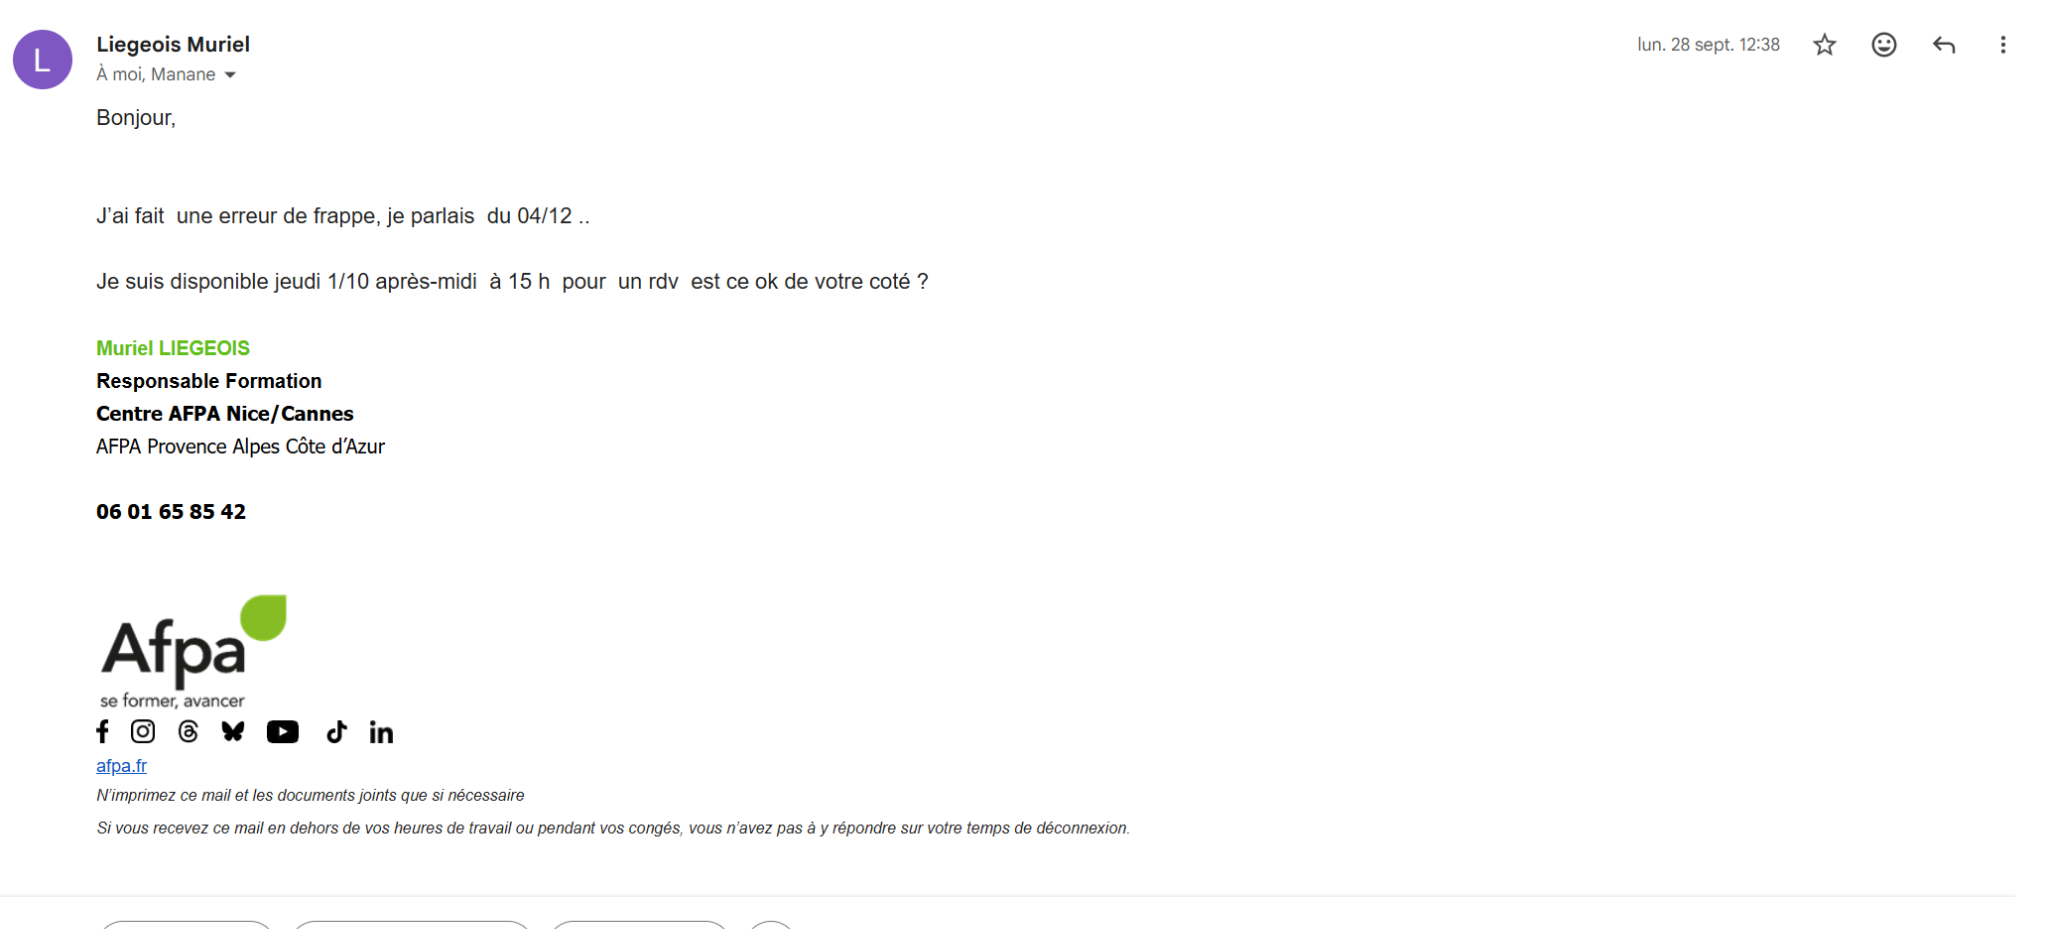 L
Liegeois Muriel
lun. 28 sept. 12:38
À moi, Manane
Bonjour,
J’ai fait  une erreur de frappe, je parlais  du 04/12 ..
Je suis disponible jeudi 1/10 après-midi  à 15 h  pour  un rdv  est ce ok de votre coté ?
Muriel LIEGEOIS
Responsable Formation
Centre AFPA Nice/Cannes
AFPA Provence Alpes Côte d’Azur
06 01 65 85 42
Afpa
se former, avancer
afpa.fr
N’imprimez ce mail et les documents joints que si nécessaire
Si vous recevez ce mail en dehors de vos heures de travail ou pendant vos congés, vous n’avez pas à y répondre sur votre temps de déconnexion.